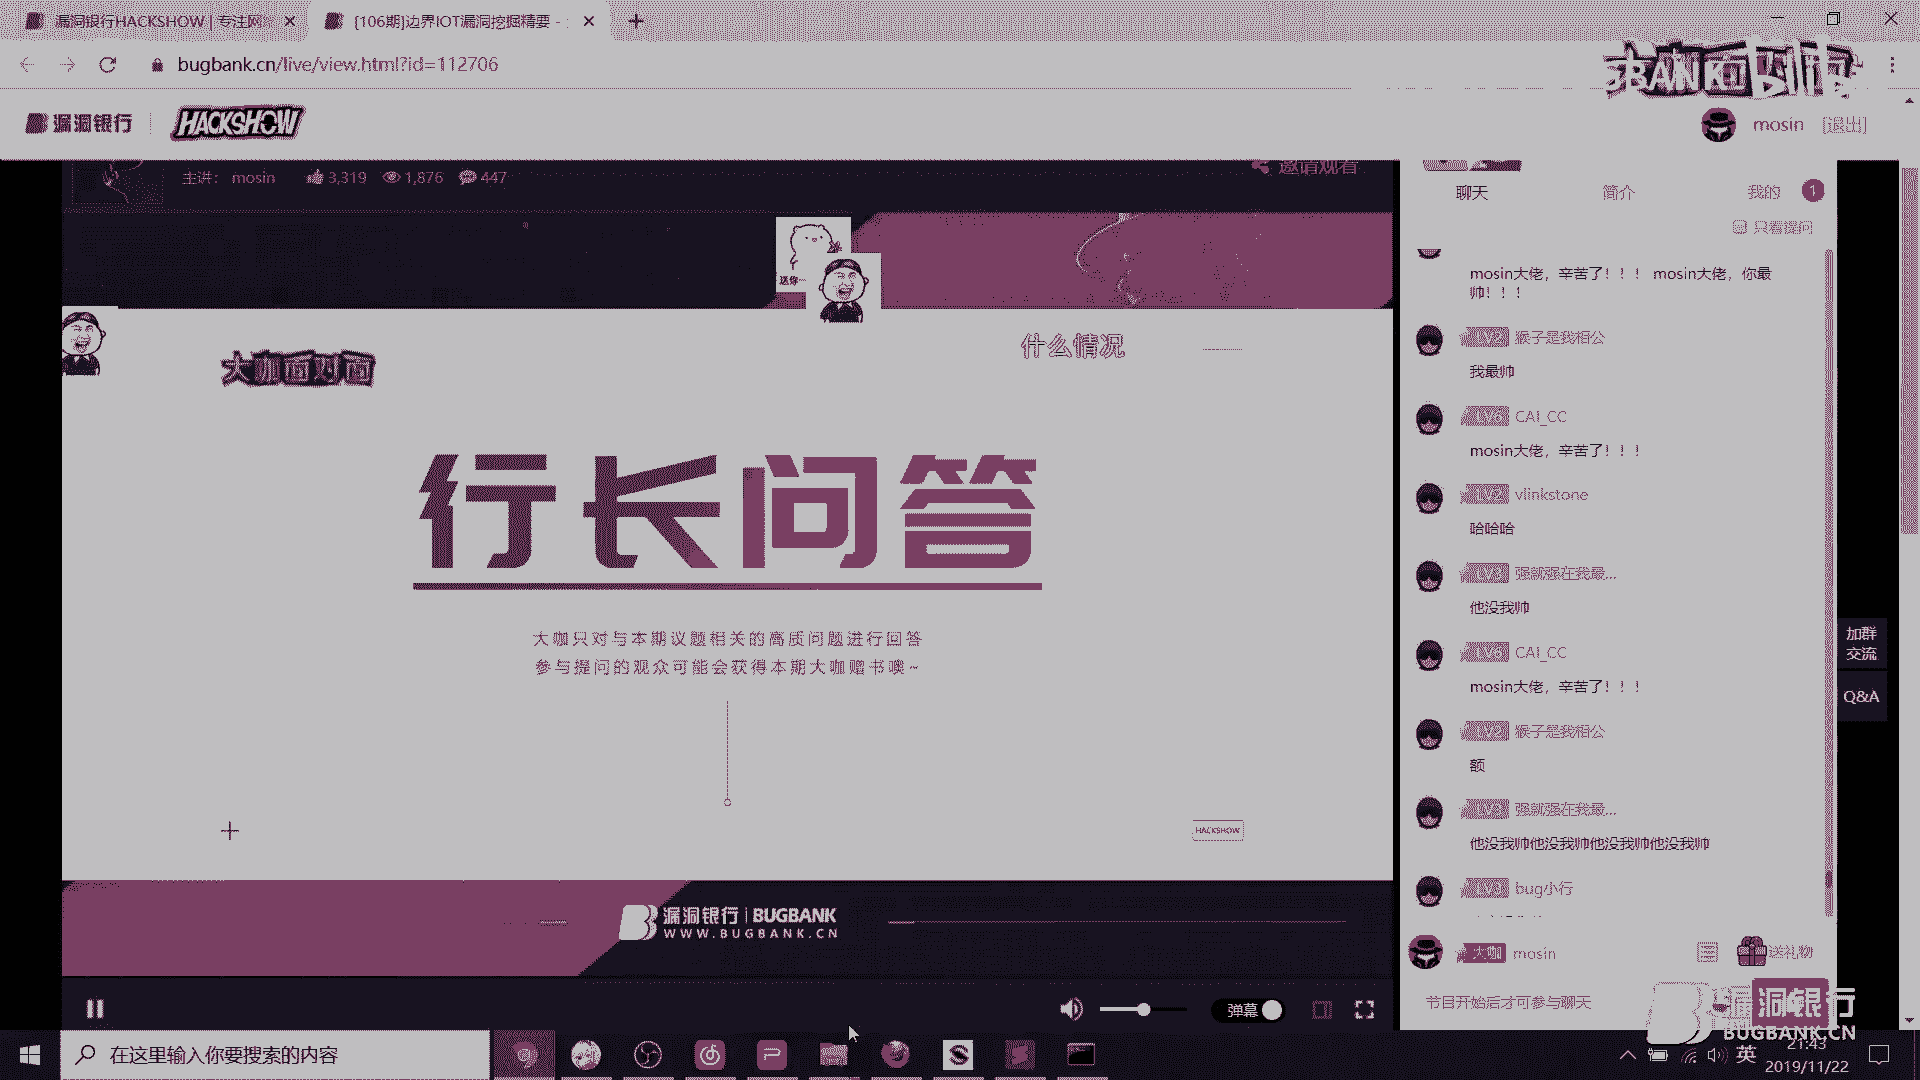 漏洞银行HACKSHOW | 专注网
[106期]边界IOT漏洞挖掘精要 -
bugbank.cn/live/view.html?id=112706
漏洞银行
HACKSHOW
mosin [退出]
主讲: mosin 3,319 1,876 447
邀请观看
聊天 简介 我的 1
只看提问
送你
什么情况
大咖面对面
行长问答
大咖只对与本期议题相关的高质问题进行回答
参与提问的观众可能会获得本期大咖赠书噢~
HACKSHOW
漏洞银行 | BUGBANK
WWW.BUGBANK.CN
弹幕
mosin大佬，辛苦了！！！ mosin大佬，你最
帅！！！
LV2 猴子是我相公
我最帅
LV6 CAI_CC
mosin大佬，辛苦了！！！
LV2 vlinkstone
哈哈哈
LV3 强就强在我最...
他没我帅
LV6 CAI_CC
mosin大佬，辛苦了！！！
LV2 猴子是我相公
额
LV3 强就强在我最...
他没我帅他没我帅他没我帅他没我帅
bug小行
大咖 mosin
送礼物
节目开始后才可参与聊天
加群
交流
Q&A
漏洞银行
BUGBANK.CN
在这里输入你要搜索的内容
英
21:43
2019/11/22